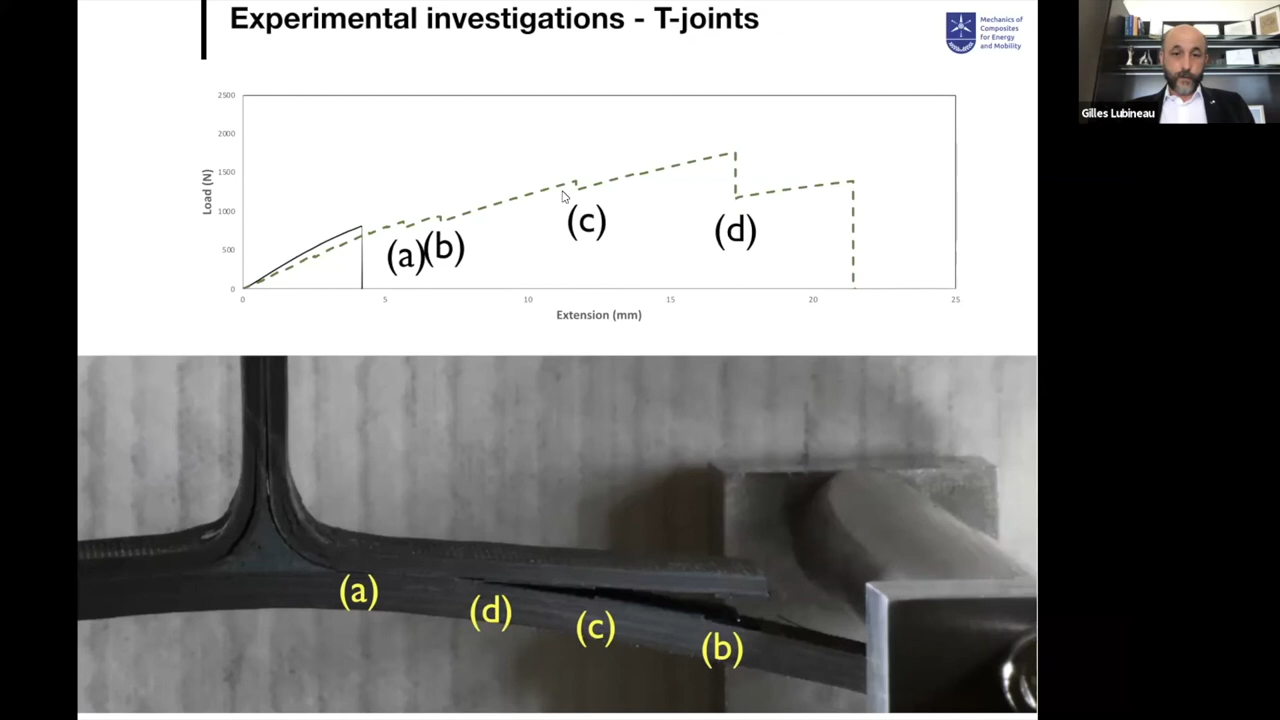 Experimental investigations - T-joints
Mechanics of
Composites
for Energy
and Mobility
Gilles Lubineau
2500
2000
1500
1000
500
0
Load (N)
(a)
(b)
(c)
(d)
0
5
10
15
20
25
Extension (mm)
(a)
(d)
(c)
(b)